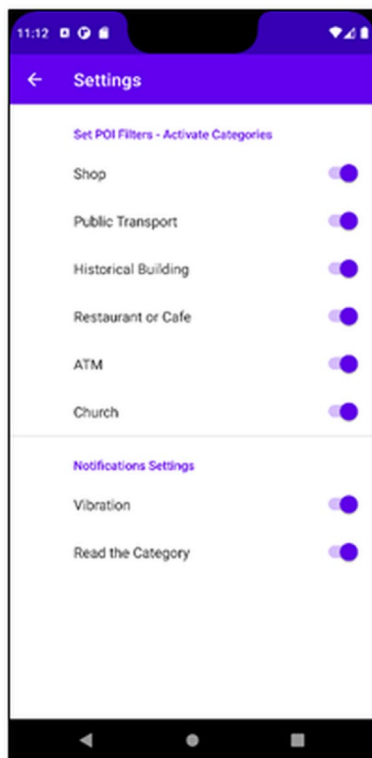 11:12
Settings
Set POI Filters - Activate Categories
Shop
Public Transport
Historical Building
Restaurant or Cafe
ATM
Church
Notifications Settings
Vibration
Read the Category